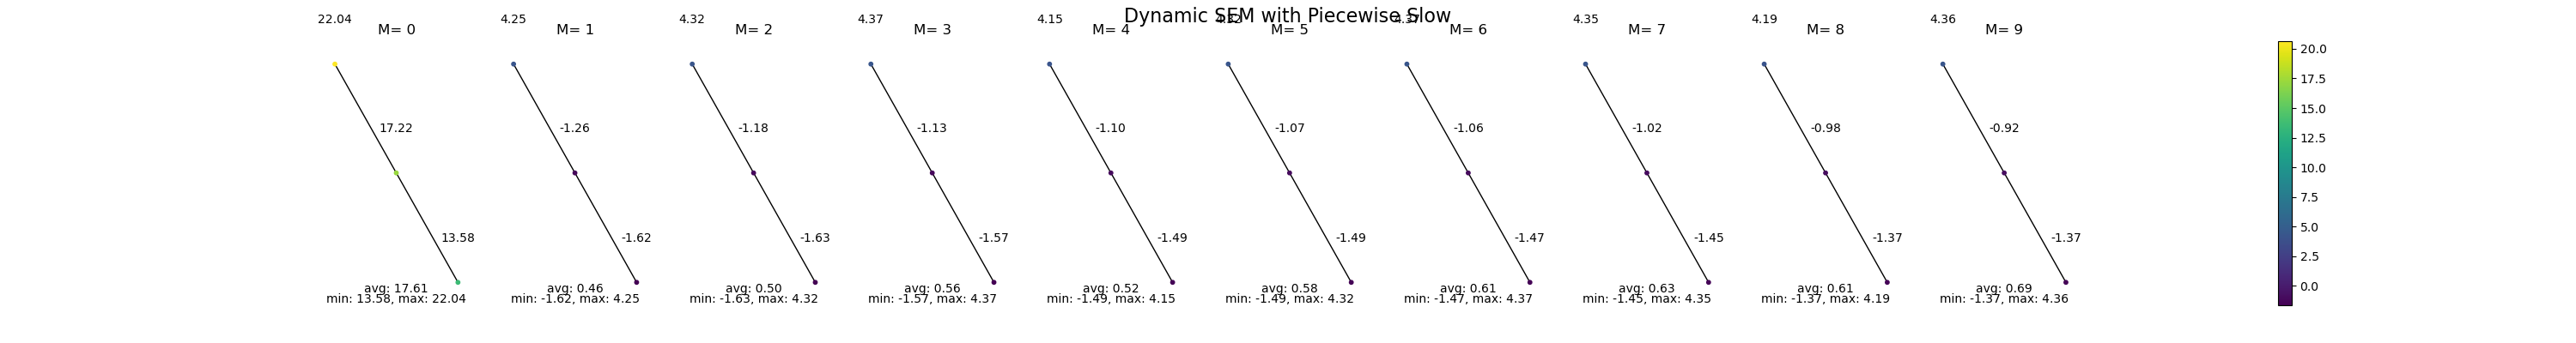 Dynamic SEM with Piecewise Slow
22.04 4.25 4.32 4.37 4.15 4.32 4.37 4.35 4.19 4.36
M= 0 M= 1 M= 2 M= 3 M= 4 M= 5 M= 6 M= 7 M= 8 M= 9
17.22 -1.26 -1.18 -1.13 -1.10 -1.07 -1.06 -1.02 -0.98 -0.92
13.58 -1.62 -1.63 -1.57 -1.49 -1.49 -1.47 -1.45 -1.37 -1.37
avg: 17.61 avg: 0.46 avg: 0.50 avg: 0.56 avg: 0.52 avg: 0.58 avg: 0.61 avg: 0.63 avg: 0.61 avg: 0.69
min: 13.58, max: 22.04 min: -1.62, max: 4.25 min: -1.63, max: 4.32 min: -1.57, max: 4.37 min: -1.49, max: 4.15 min: -1.49, max: 4.32 min: -1.47, max: 4.37 min: -1.45, max: 4.35 min: -1.37, max: 4.19 min: -1.37, max: 4.36
20.0
17.5
15.0
12.5
10.0
7.5
5.0
2.5
0.0